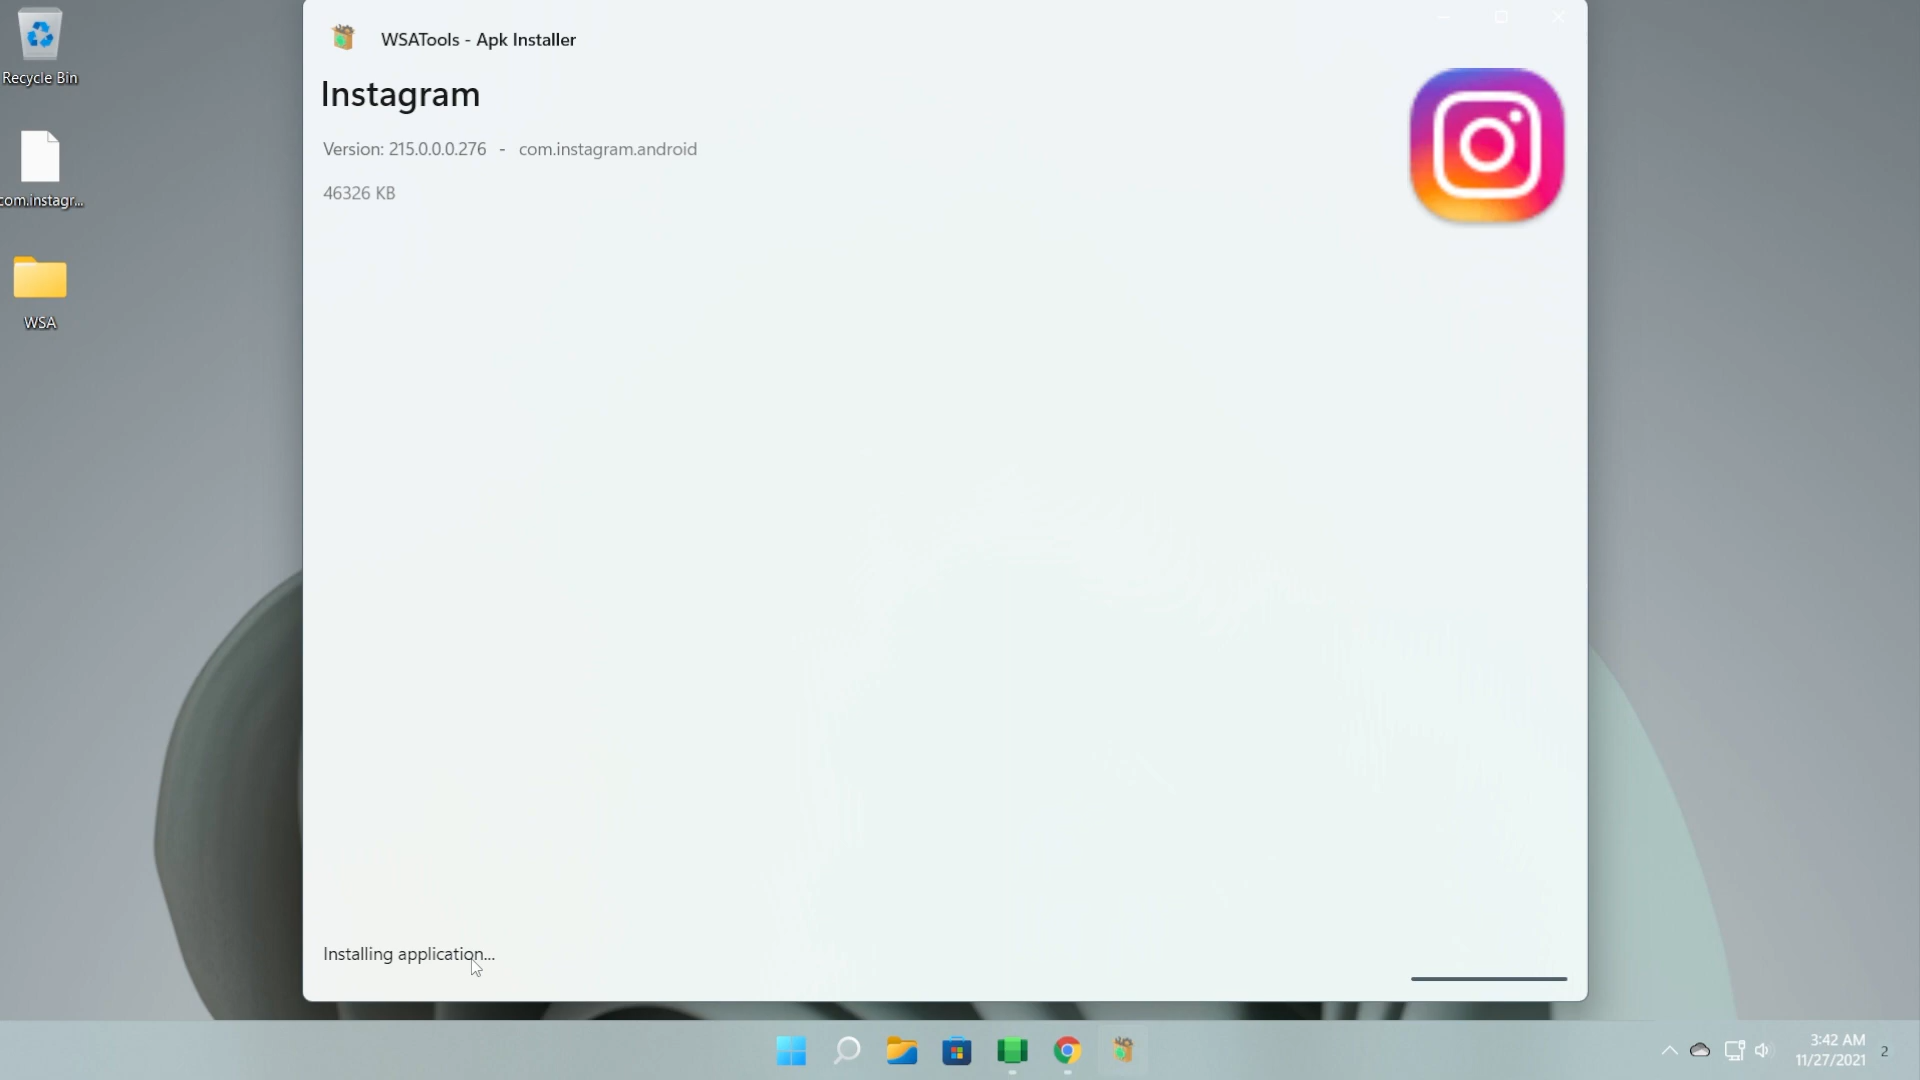 Recycle Bin
com.instagr...
WSA
WSATools - Apk Installer
Instagram
Version: 215.0.0.0.276 - com.instagram.android
46326 KB
Installing application...
3:42 AM
11/27/2021
2